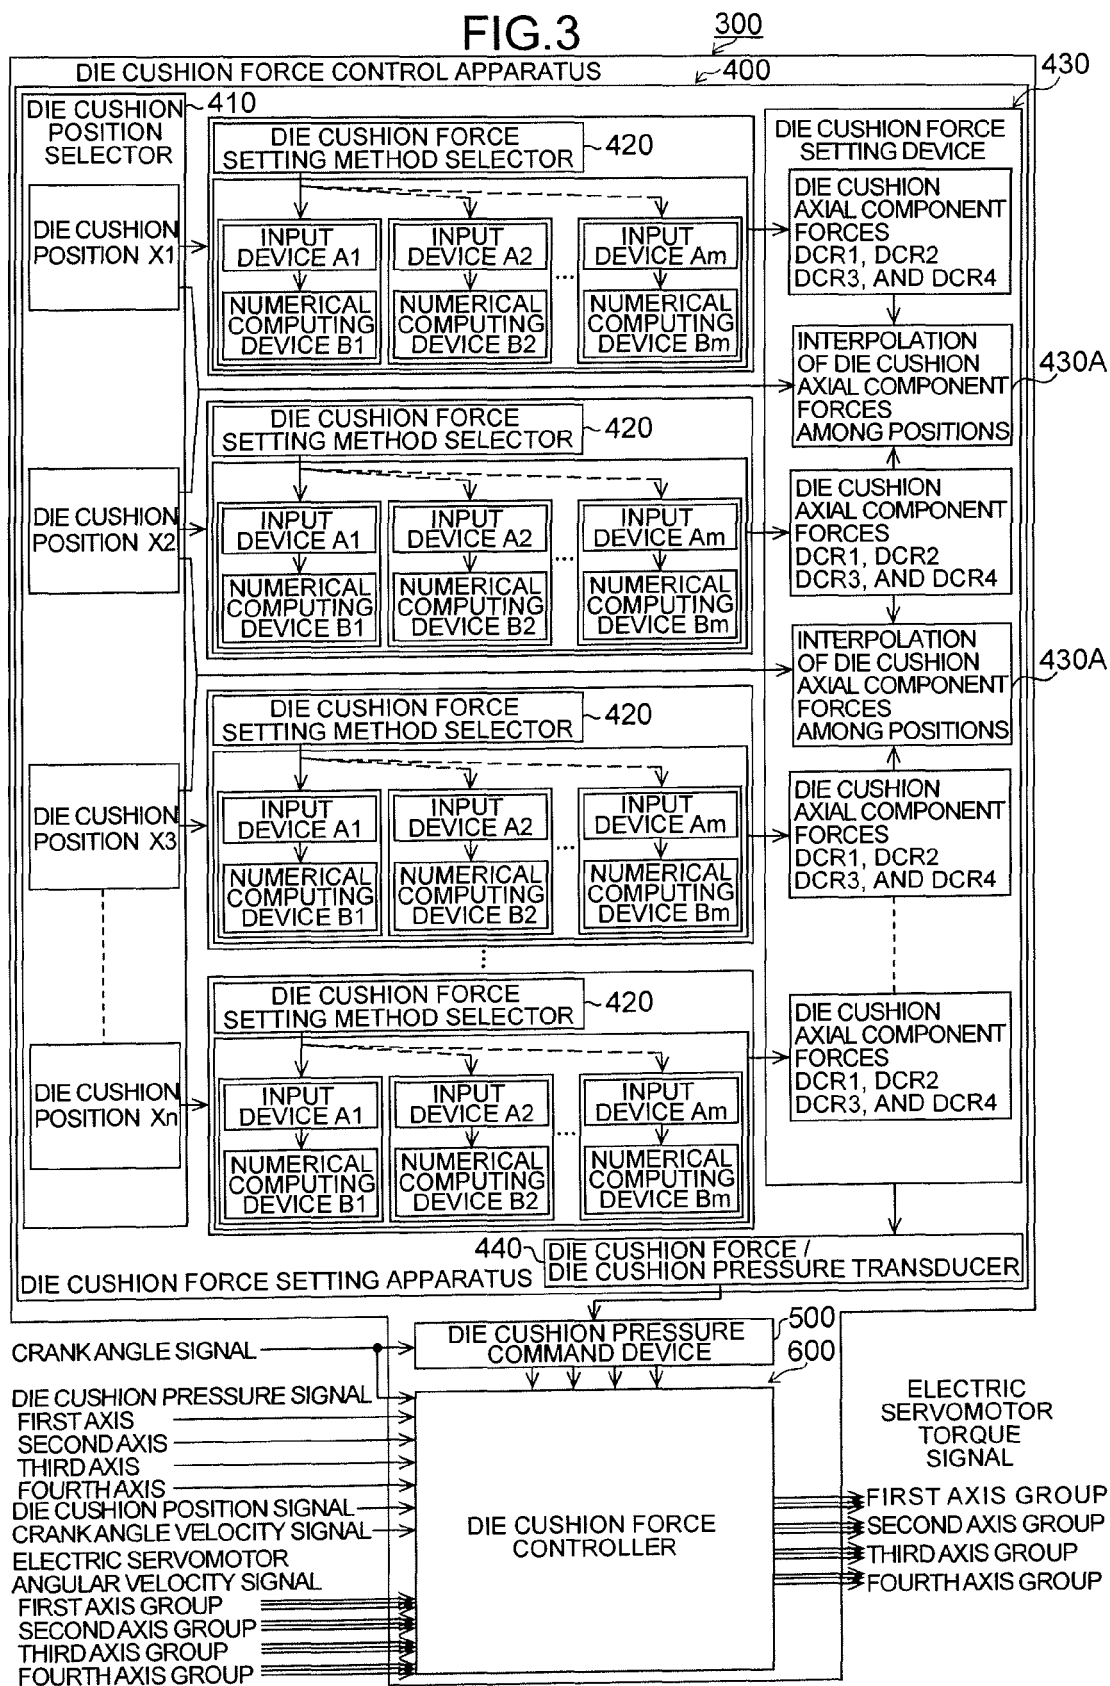 FIG.3
300
DIE CUSHION FORCE CONTROL APPARATUS
400
430
DIE CUSHION
POSITION
SELECTOR
410
DIE CUSHION FORCE
SETTING METHOD SELECTOR
420
DIE CUSHION FORCE
SETTING DEVICE
DIE CUSHION
POSITION X1
INPUT
DEVICE A1
INPUT
DEVICE A2
INPUT
DEVICE Am
...
NUMERICAL
COMPUTING
DEVICE B1
NUMERICAL
COMPUTING
DEVICE B2
NUMERICAL
COMPUTING
DEVICE Bm
DIE CUSHION
AXIAL COMPONENT
FORCES
DCR1, DCR2
DCR3, AND DCR4
INTERPOLATION
OF DIE CUSHION
AXIAL COMPONENT
FORCES
AMONG POSITIONS
430A
DIE CUSHION FORCE
SETTING METHOD SELECTOR
420
DIE CUSHION
POSITION X2
INPUT
DEVICE A1
INPUT
DEVICE A2
INPUT
DEVICE Am
...
NUMERICAL
COMPUTING
DEVICE B1
NUMERICAL
COMPUTING
DEVICE B2
NUMERICAL
COMPUTING
DEVICE Bm
DIE CUSHION
AXIAL COMPONENT
FORCES
DCR1, DCR2
DCR3, AND DCR4
INTERPOLATION
OF DIE CUSHION
AXIAL COMPONENT
FORCES
AMONG POSITIONS
430A
DIE CUSHION FORCE
SETTING METHOD SELECTOR
420
DIE CUSHION
POSITION X3
INPUT
DEVICE A1
INPUT
DEVICE A2
INPUT
DEVICE Am
...
NUMERICAL
COMPUTING
DEVICE B1
NUMERICAL
COMPUTING
DEVICE B2
NUMERICAL
COMPUTING
DEVICE Bm
DIE CUSHION
AXIAL COMPONENT
FORCES
DCR1, DCR2
DCR3, AND DCR4
DIE CUSHION FORCE
SETTING METHOD SELECTOR
420
DIE CUSHION
POSITION Xn
INPUT
DEVICE A1
INPUT
DEVICE A2
INPUT
DEVICE Am
...
NUMERICAL
COMPUTING
DEVICE B1
NUMERICAL
COMPUTING
DEVICE B2
NUMERICAL
COMPUTING
DEVICE Bm
DIE CUSHION
AXIAL COMPONENT
FORCES
DCR1, DCR2
DCR3, AND DCR4
DIE CUSHION FORCE SETTING APPARATUS
440
DIE CUSHION FORCE /
DIE CUSHION PRESSURE TRANSDUCER
DIE CUSHION PRESSURE
COMMAND DEVICE
500
600
CRANK ANGLE SIGNAL
DIE CUSHION PRESSURE SIGNAL
FIRST AXIS
SECOND AXIS
THIRD AXIS
FOURTH AXIS
DIE CUSHION POSITION SIGNAL
CRANK ANGLE VELOCITY SIGNAL
ELECTRIC SERVOMOTOR
ANGULAR VELOCITY SIGNAL
FIRST AXIS GROUP
SECOND AXIS GROUP
THIRD AXIS GROUP
FOURTH AXIS GROUP
DIE CUSHION FORCE
CONTROLLER
ELECTRIC
SERVOMOTOR
TORQUE
SIGNAL
FIRST AXIS GROUP
SECOND AXIS GROUP
THIRD AXIS GROUP
FOURTH AXIS GROUP